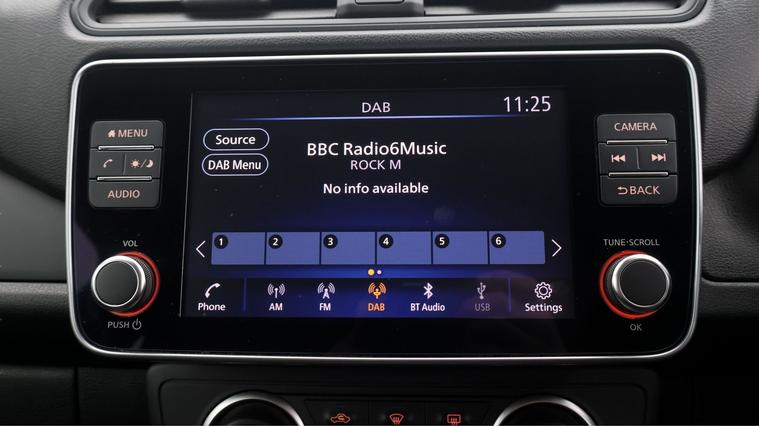 DAB 11:25
Source
DAB Menu
BBC Radio6Music
ROCK M
No info available
1 2 3 4 5 6
Phone AM FM DAB BT Audio USB Settings
MENU
AUDIO
VOL
PUSH
CAMERA
BACK
TUNE·SCROLL
OK